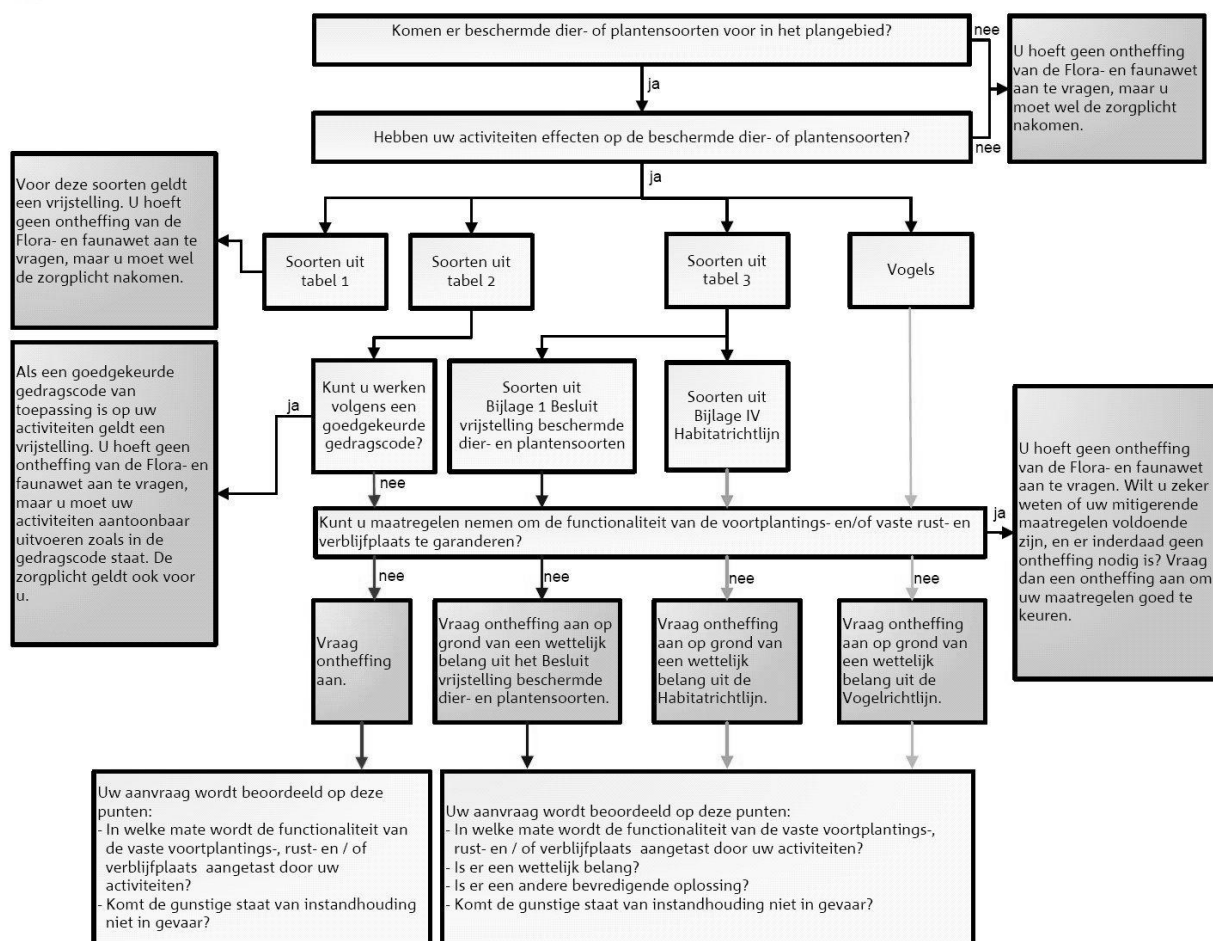 Komen er beschermde dier- of plantensoorten voor in het plangebied?
nee
U hoeft geen ontheffing
van de Flora- en faunawet
aan te vragen, maar u
moet wel de zorgplicht
nakomen.
ja
Hebben uw activiteiten effecten op de beschermde dier- of plantensoorten?
nee
ja
Voor deze soorten geldt
een vrijstelling. U hoeft
geen ontheffing van de
Flora- en faunawet aan te
vragen, maar u moet wel
de zorgplicht nakomen.
Soorten uit
tabel 1
Soorten uit
tabel 2
Soorten uit
tabel 3
Vogels
Als een goedgekeurde
gedragscode van
toepassing is op uw
activiteiten geldt een
vrijstelling. U hoeft geen
ontheffing van de Flora- en
faunawet aan te vragen,
maar u moet uw
activiteiten aantoonbaar
uitvoeren zoals in de
gedragscode staat. De
zorgplicht geldt ook voor
u.
ja
Kunt u werken
volgens een
goedgekeurde
gedragscode?
Soorten uit
Bijlage 1 Besluit
vrijstelling beschermde
dier- en plantensoorten
Soorten uit
Bijlage IV
Habitatrichtlijn
nee
Kunt u maatregelen nemen om de functionaliteit van de voortplantings- en/of vaste rust- en
verblijfplaats te garanderen?
ja
U hoeft geen ontheffing
van de Flora- en faunawet
aan te vragen. Wilt u zeker
weten of uw mitigerende
maatregelen voldoende
zijn, en er inderdaad geen
ontheffing nodig is? Vraag
dan een ontheffing aan om
uw maatregelen goed te
keuren.
nee
nee
nee
nee
Vraag
ontheffing
aan.
Vraag ontheffing aan op
grond van een wettelijk
belang uit het Besluit
vrijstelling beschermde
dier- en plantensoorten.
Vraag ontheffing
aan op grond van
een wettelijk
belang uit de
Habitatrichtlijn.
Vraag ontheffing
aan op grond van
een wettelijk
belang uit de
Vogelrichtlijn.
Uw aanvraag wordt beoordeeld op deze
punten:
- In welke mate wordt de functionaliteit van
de vaste voortplantings-, rust- en / of
verblijfplaats aangetast door uw
activiteiten?
- Komt de gunstige staat van instandhouding
niet in gevaar?
Uw aanvraag wordt beoordeeld op deze punten:
- In welke mate wordt de functionaliteit van de vaste voortplantings-,
rust- en / of verblijfplaats aangetast door uw activiteiten?
- Is er een wettelijk belang?
- Is er een andere bevredigende oplossing?
- Komt de gunstige staat van instandhouding niet in gevaar?